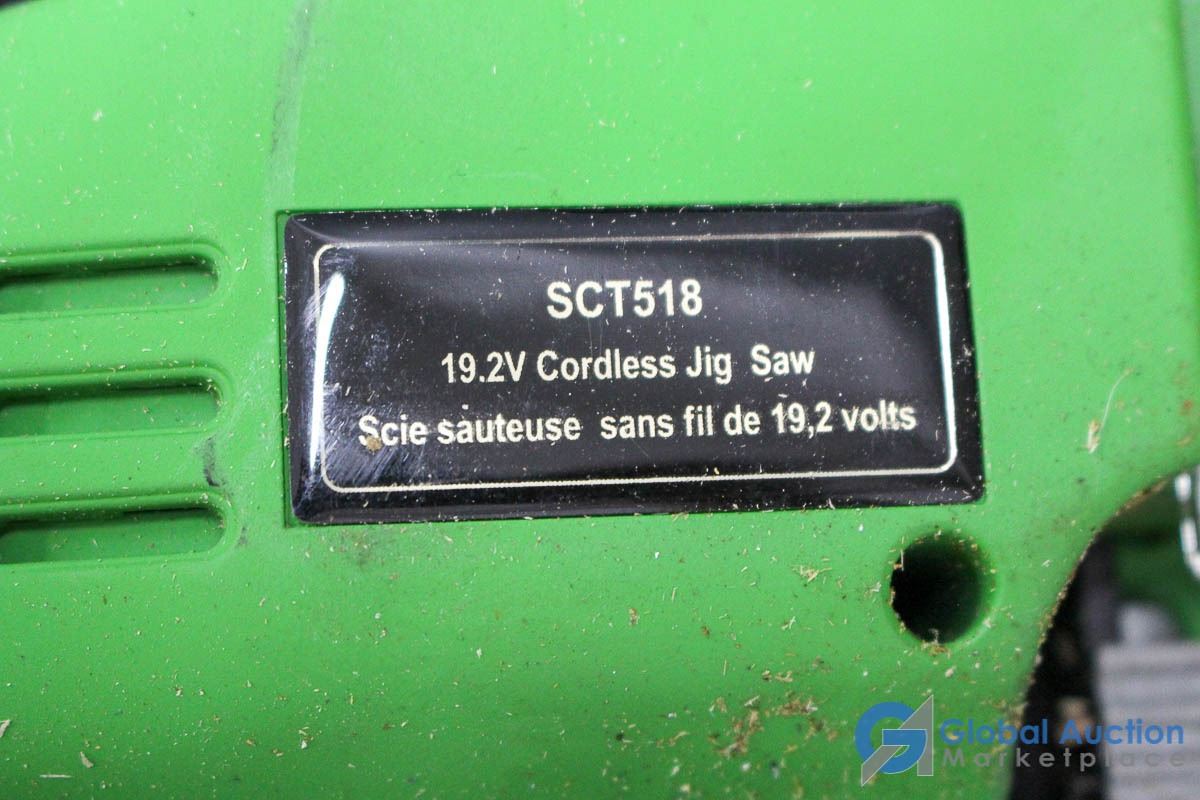 SCT518
19.2V Cordless Jig Saw
Scie sauteuse sans fil de 19,2 volts
Global Auction
Marketplace